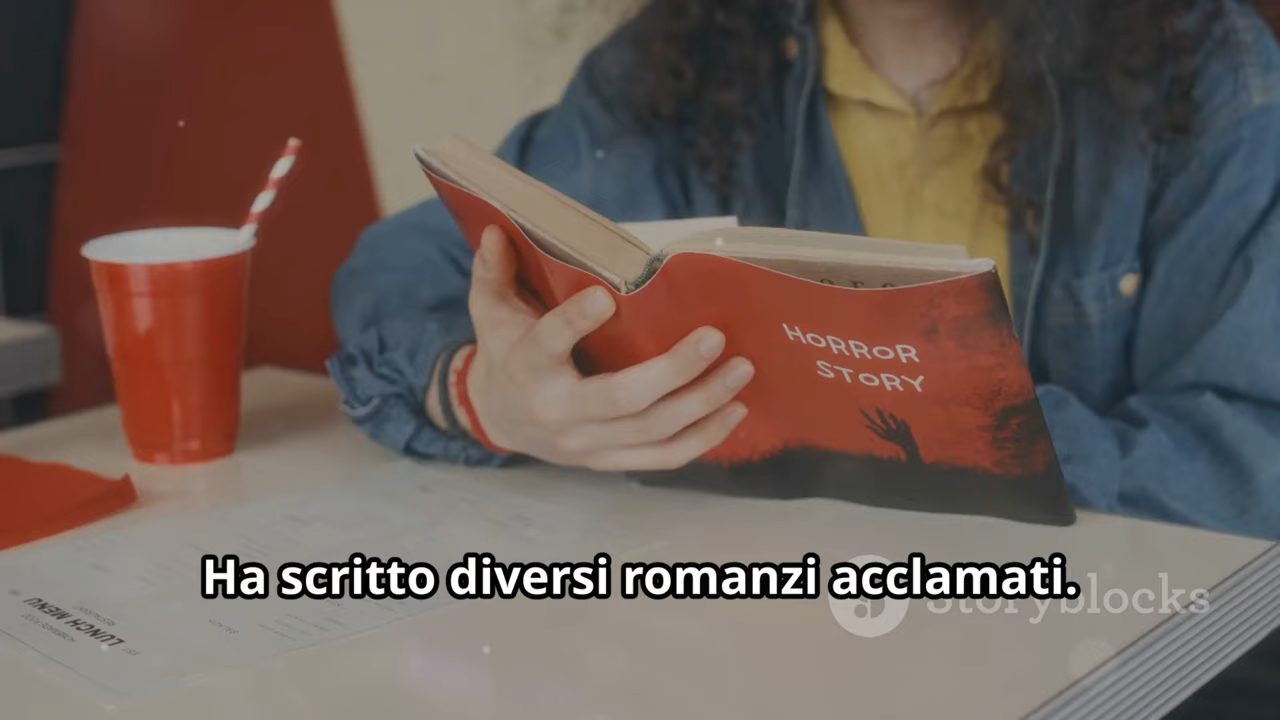 HORROR
STORY
Ha scritto diversi romanzi acclamati.
Storyblocks
LUNCH MENU